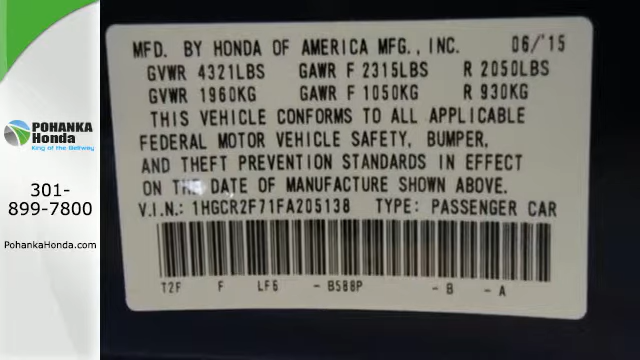 POHANKA
Honda
King of the Beltway
301-
899-7800
PohankaHonda.com
MFD. BY HONDA OF AMERICA MFG., INC. 06/'15
GVWR 4321LBS GAWR F 2315LBS R 2050LBS
GVWR 1960KG GAWR F 1050KG R 930KG
THIS VEHICLE CONFORMS TO ALL APPLICABLE
FEDERAL MOTOR VEHICLE SAFETY, BUMPER,
AND THEFT PREVENTION STANDARDS IN EFFECT
ON THE DATE OF MANUFACTURE SHOWN ABOVE.
V.I.N.: 1HGCR2F71FA205138 TYPE: PASSENGER CAR
T2F F LF6 - B588P - B - A